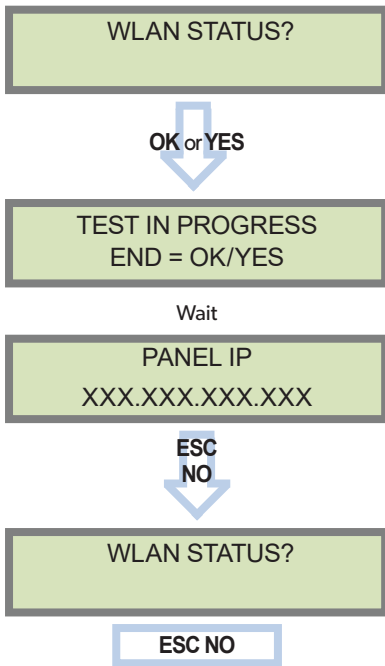 WLAN STATUS?
OK or YES
TEST IN PROGRESS
END = OK/YES
Wait
PANEL IP
XXX.XXX.XXX.XXX
ESC
NO
WLAN STATUS?
ESC NO